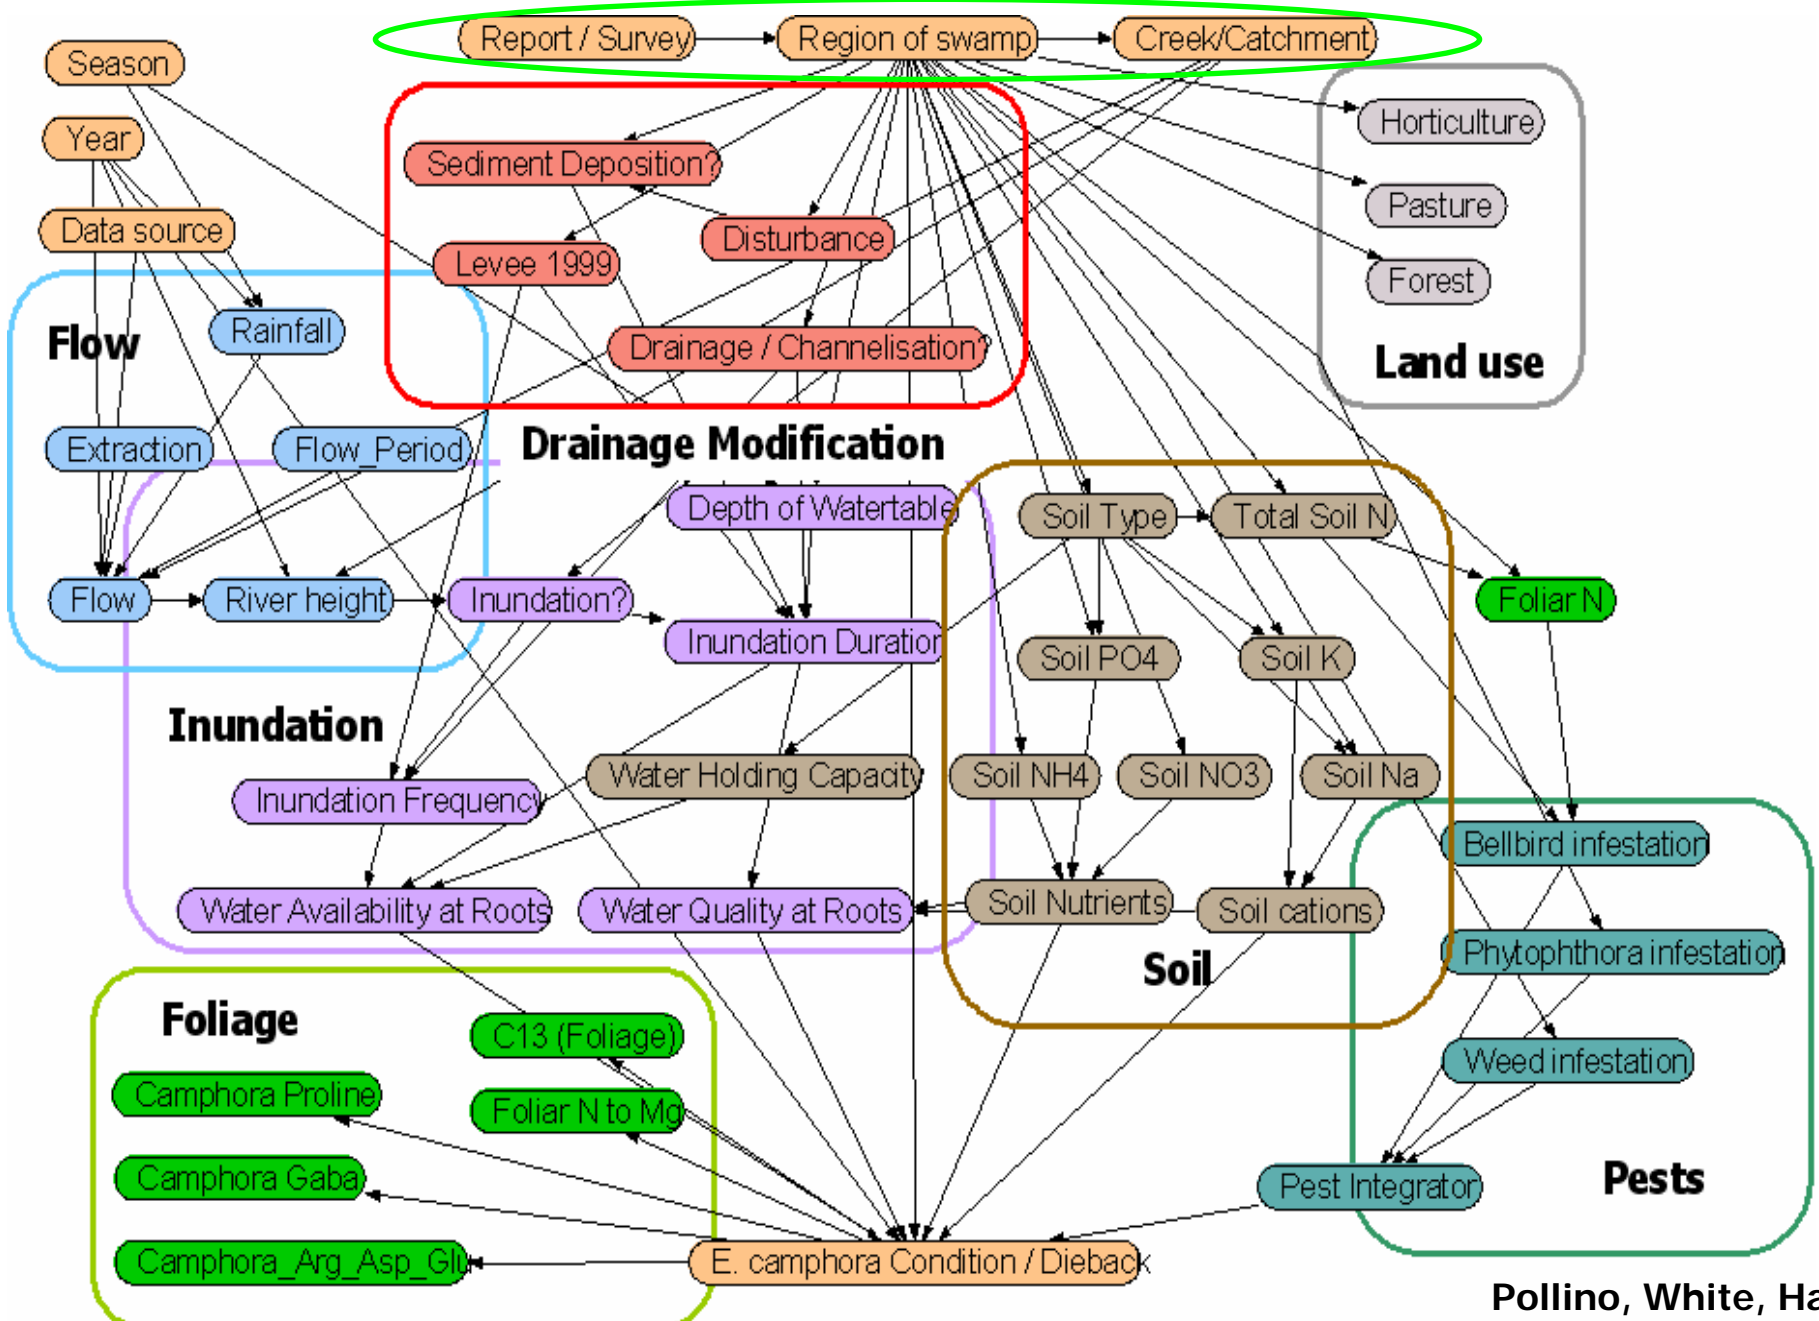 Report / Survey
Region of swamp
Creek/Catchment
Season
Year
Data source
Sediment Deposition?
Disturbance
Levee 1999
Drainage / Channelisation?
Drainage Modification
Horticulture
Pasture
Forest
Land use
Flow
Rainfall
Extraction
Flow_Period
Flow
River height
Inundation?
Depth of Watertable
Inundation Duration
Inundation
Water Holding Capacity
Inundation Frequency
Water Availability at Roots
Water Quality at Roots
Soil Type
Total Soil N
Foliar N
Soil PO4
Soil K
Soil NH4
Soil NO3
Soil Na
Soil Nutrients
Soil cations
Soil
Bellbird infestation
Phytophthora infestation
Weed infestation
Pest Integrator
Pests
Foliage
C13 (Foliage)
Camphora Proline
Foliar N to Mg
Camphora Gaba
Camphora_Arg_Asp_Glu
E. camphora Condition / Dieback
Pollino, White, Ha